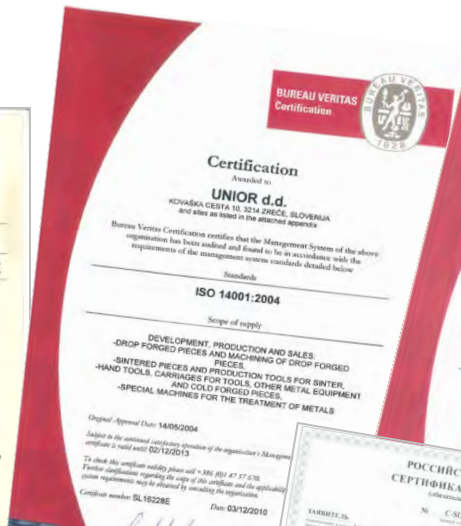 BUREAU VERITAS
Certification
BUREAU VERITAS
1828
Certification
Awarded to
UNIOR d.d.
KOVAŠKA CESTA 10, 3214 ZREČE, SLOVENIJA
and sites as listed in the attached appendix
Bureau Veritas Certification certifies that the Management System of the above
organisation has been audited and found to be in accordance with the
requirements of the management system standards detailed below
Standards
ISO 14001:2004
Scope of supply
DEVELOPMENT, PRODUCTION AND SALES:
-DROP FORGED PIECES AND MACHINING OF DROP FORGED
PIECES,
-SINTERED PIECES AND PRODUCTION TOOLS FOR SINTER,
-HAND TOOLS, CARRIAGES FOR TOOLS, OTHER METAL EQUIPMENT
AND COLD FORGED PIECES,
-SPECIAL MACHINES FOR THE TREATMENT OF METALS
Original Approval Date: 14/05/2004
Subject to the continued satisfactory operation of the organisation's Managem
certificate is valid until: 02/12/2013
To check this certificate validity please call +386 (0)1 47 57 670.
Further clarifications regarding the scope of this certificate and the applicability
system requirements may be obtained by consulting the organisation.
Certificate number: SL16228E
Date: 03/12/2010
РОССИЙС
СЕРТИФИКА
(обязательн
№ C-SI
ЗАЯВИТЕЛ